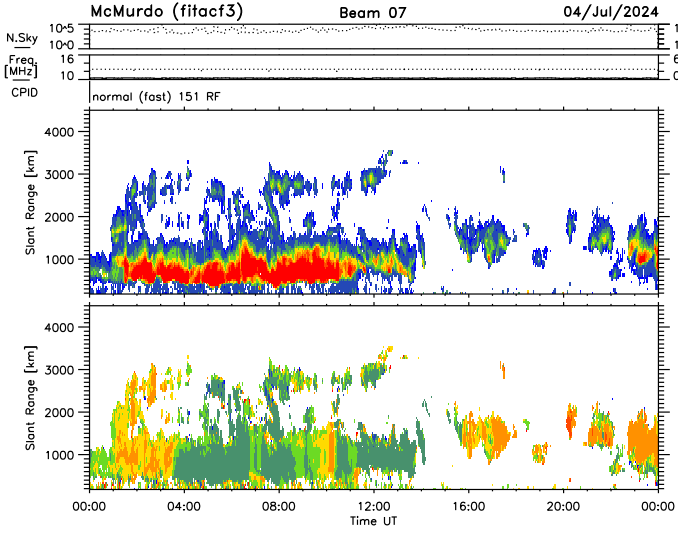 McMurdo (fitacf3) Beam 07 04/Jul/2024
N.Sky 10^5 10^0 1 1
Freq. [MHz] 16 10 6 0
CPID normal (fast) 151 RF
Slant Range [km] 4000 3000 2000 1000
Slant Range [km] 4000 3000 2000 1000
00:00 04:00 08:00 12:00 16:00 20:00 00:00
Time UT